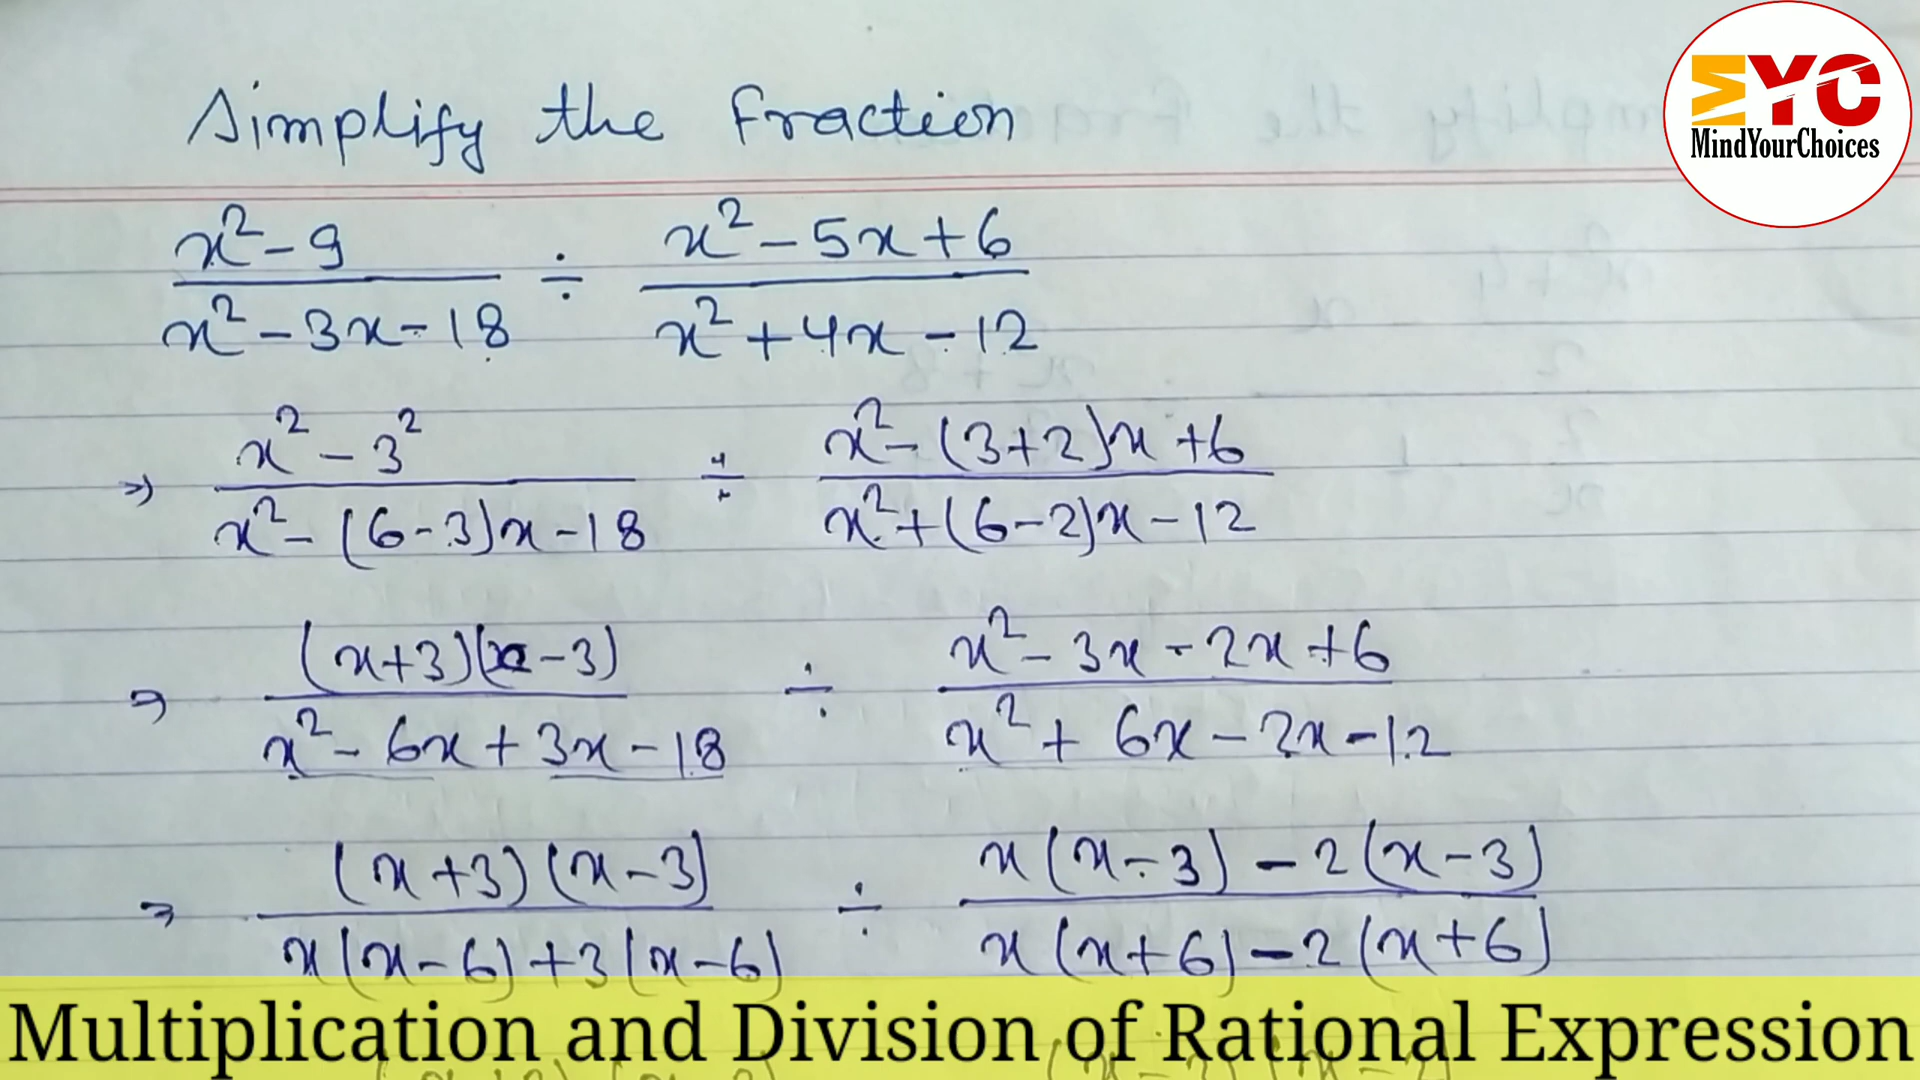 Simplify the Fraction
MYC
MindYourChoices
x² - 9 / x² - 3x - 18 ÷ x² - 5x + 6 / x² + 4x - 12
⇒ x² - 3² / x² - (6-3)x - 18 ÷ x² - (3+2)x + 6 / x² + (6-2)x - 12
⇒ (x+3)(x-3) / x² - 6x + 3x - 18 ÷ x² - 3x - 2x + 6 / x² + 6x - 2x - 12
⇒ (x+3)(x-3) / x(x-6)+3(x-6) ÷ x(x-3)-2(x-3) / x(x+6)-2(x+6)
Multiplication and Division of Rational Expression